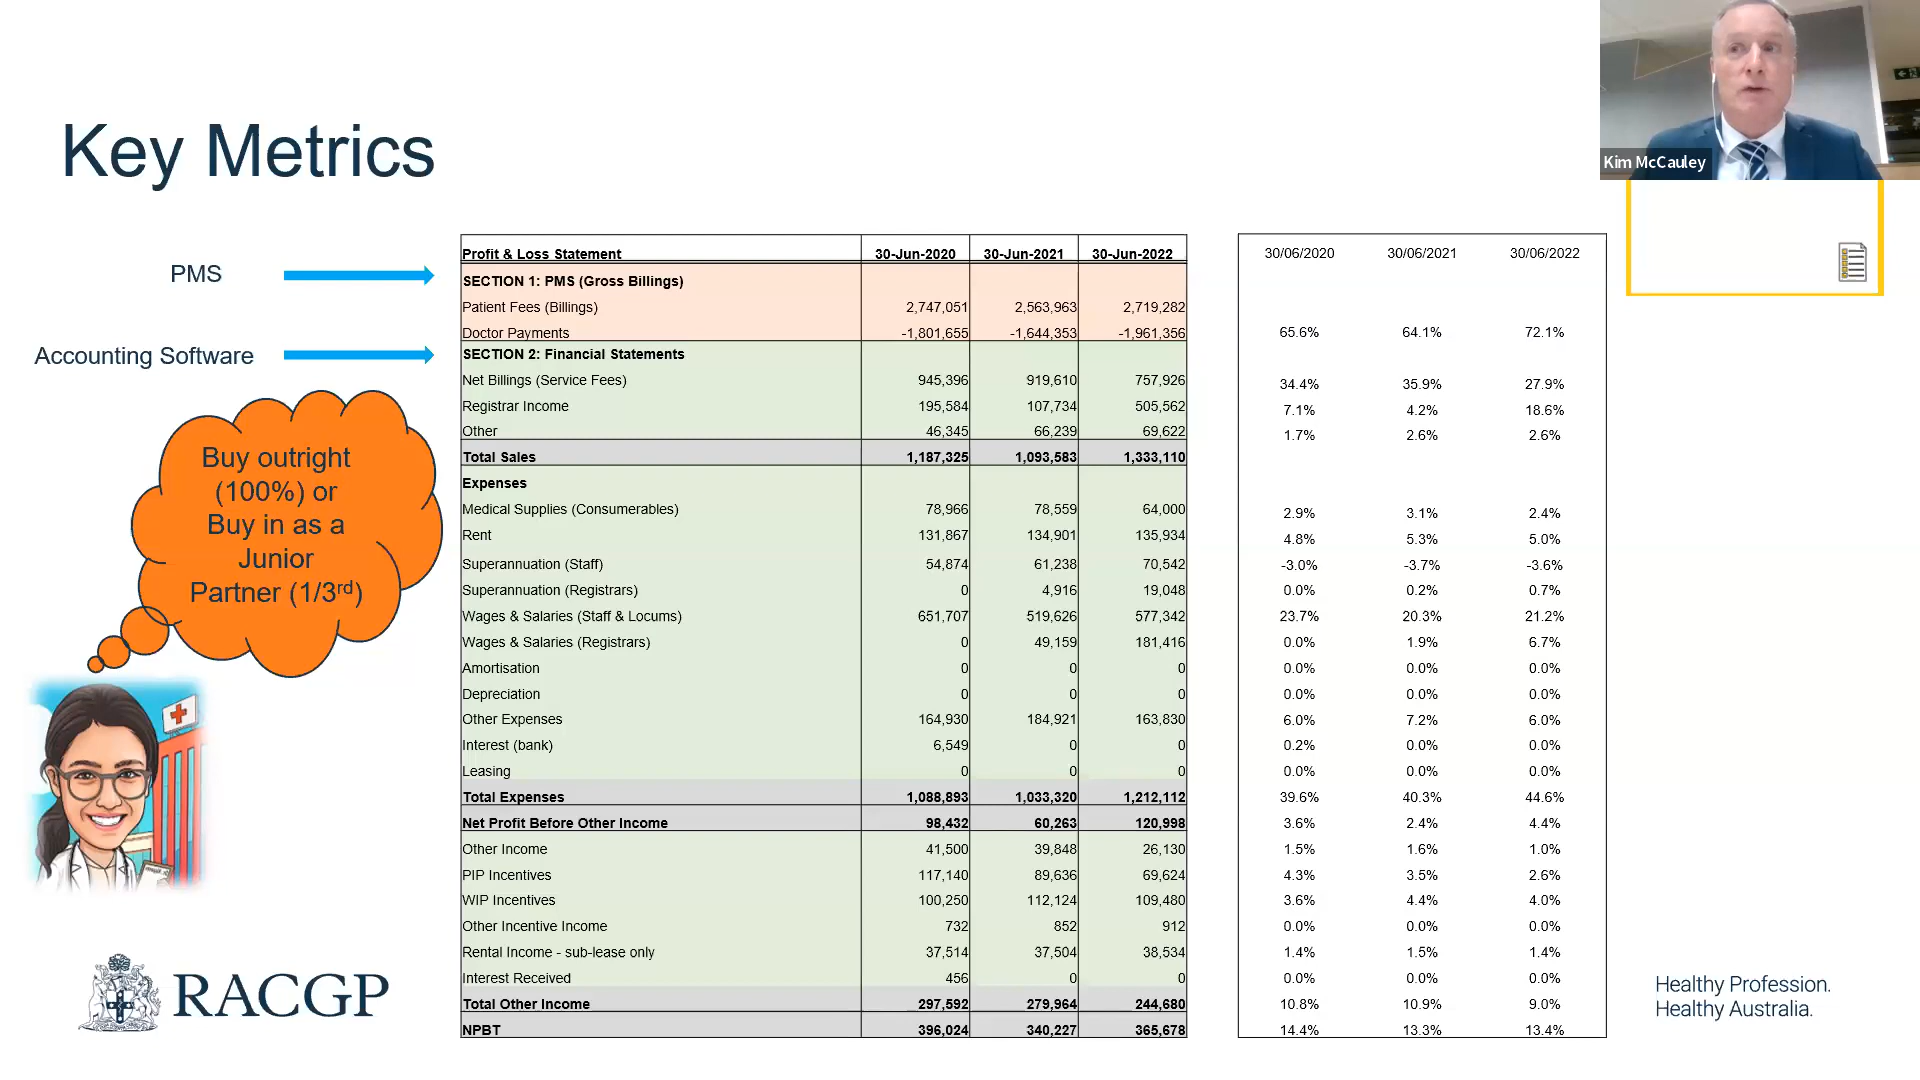 Key Metrics
Kim McCauley
PMS
Accounting Software
Buy outright
(100%) or
Buy in as a
Junior
Partner (1/3rd)
Profit & Loss Statement 30-Jun-2020 30-Jun-2021 30-Jun-2022 30/06/2020 30/06/2021 30/06/2022
SECTION 1: PMS (Gross Billings)
Patient Fees (Billings) 2,747,051 2,563,963 2,719,282
Doctor Payments -1,801,655 -1,644,353 -1,961,356 65.6% 64.1% 72.1%
SECTION 2: Financial Statements
Net Billings (Service Fees) 945,396 919,610 757,926 34.4% 35.9% 27.9%
Registrar Income 195,584 107,734 505,562 7.1% 4.2% 18.6%
Other 46,345 66,239 69,622 1.7% 2.6% 2.6%
Total Sales 1,187,325 1,093,583 1,333,110
Expenses
Medical Supplies (Consumerables) 78,966 78,559 64,000 2.9% 3.1% 2.4%
Rent 131,867 134,901 135,934 4.8% 5.3% 5.0%
Superannuation (Staff) 54,874 61,238 70,542 -3.0% -3.7% -3.6%
Superannuation (Registrars) 0 4,916 19,048 0.0% 0.2% 0.7%
Wages & Salaries (Staff & Locums) 651,707 519,626 577,342 23.7% 20.3% 21.2%
Wages & Salaries (Registrars) 0 49,159 181,416 0.0% 1.9% 6.7%
Amortisation 0 0 0 0.0% 0.0% 0.0%
Depreciation 0 0 0 0.0% 0.0% 0.0%
Other Expenses 164,930 184,921 163,830 6.0% 7.2% 6.0%
Interest (bank) 6,549 0 0 0.2% 0.0% 0.0%
Leasing 0 0 0 0.0% 0.0% 0.0%
Total Expenses 1,088,893 1,033,320 1,212,112 39.6% 40.3% 44.6%
Net Profit Before Other Income 98,432 60,263 120,998 3.6% 2.4% 4.4%
Other Income 41,500 39,848 26,130 1.5% 1.6% 1.0%
PIP Incentives 117,140 89,636 69,624 4.3% 3.5% 2.6%
WIP Incentives 100,250 112,124 109,480 3.6% 4.4% 4.0%
Other Incentive Income 732 852 912 0.0% 0.0% 0.0%
Rental Income - sub-lease only 37,514 37,504 38,534 1.4% 1.5% 1.4%
Interest Received 456 0 0 0.0% 0.0% 0.0%
Total Other Income 297,592 279,964 244,680 10.8% 10.9% 9.0%
NPBT 396,024 340,227 365,678 14.4% 13.3% 13.4%
RACGP
Healthy Profession.
Healthy Australia.